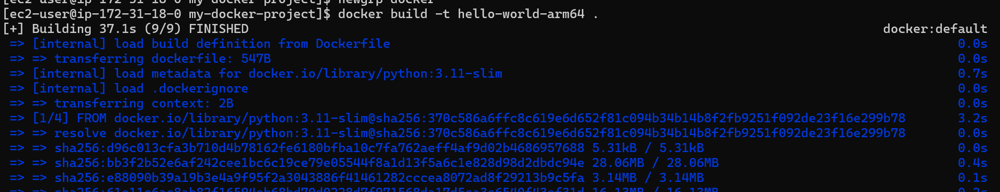 [ec2-user@ip-172-31-18-0 my-docker-project]$ newgrp docker
[ec2-user@ip-172-31-18-0 my-docker-project]$ docker build -t hello-world-arm64 .
[+] Building 37.1s (9/9) FINISHED docker:default
=> [internal] load build definition from Dockerfile 0.0s
=> => transferring dockerfile: 547B 0.0s
=> [internal] load metadata for docker.io/library/python:3.11-slim 0.7s
=> [internal] load .dockerignore 0.0s
=> => transferring context: 2B 0.0s
=> [1/4] FROM docker.io/library/python:3.11-slim@sha256:370c586a6ffc8c619e6d652f81c094b34b14b8f2fb9251f092de23f16e299b78 3.2s
=> => resolve docker.io/library/python:3.11-slim@sha256:370c586a6ffc8c619e6d652f81c094b34b14b8f2fb9251f092de23f16e299b78 0.0s
=> => sha256:d96c013cfa3b710d4b78162fe6180bfba10c7fa762aeff4af9d02b4686957688 5.31kB / 5.31kB 0.0s
=> => sha256:bb3f2b52e6af242cee1bc6c19ce79e05544f8a1d13f5a6c1e828d98d2dbdc94e 28.06MB / 28.06MB 0.4s
=> => sha256:e88090b39a19b3e4a9f95f2a3043886f41461282cccea8072ad8f29213b9c5fa 3.14MB / 3.14MB 0.1s
=> => 16.13MB / 16.13MB